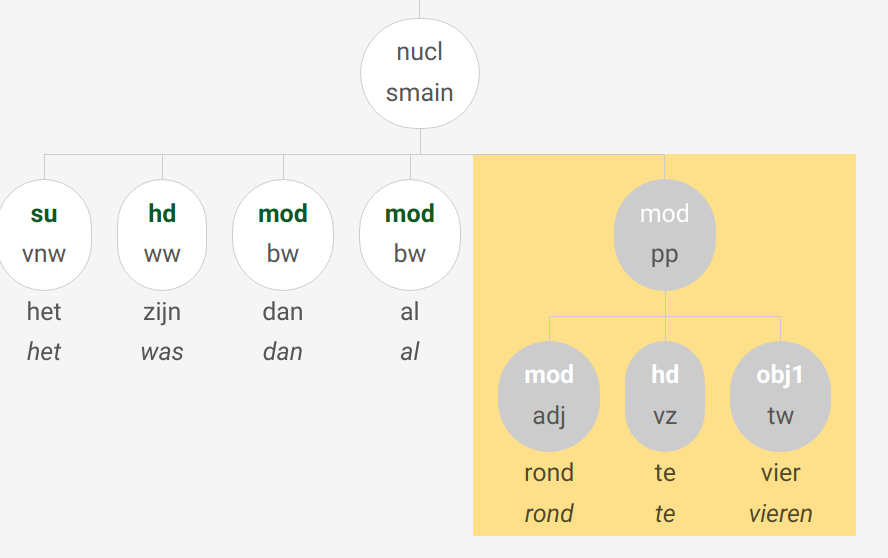 nucl
smain
su hd mod mod mod
vnw ww bw bw pp
het zijn dan al
het was dan al
mod hd obj1
adj vz tw
rond te vier
rond te vieren